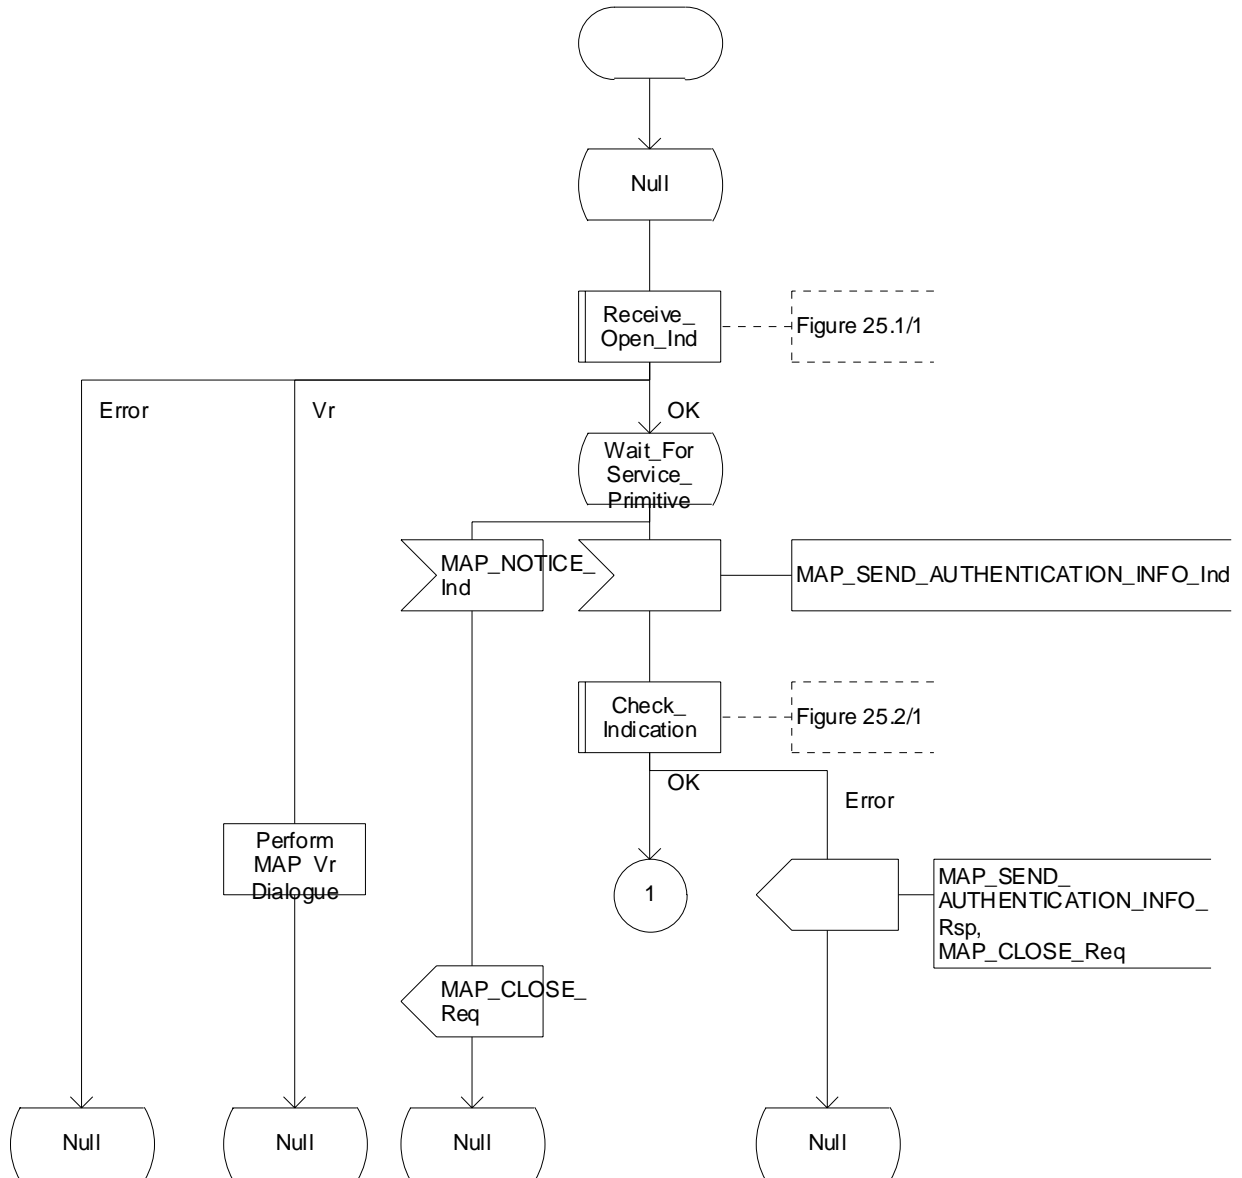 Null
Receive_
Open_Ind
Figure 25.1/1
Error
Vr
OK
Wait_For
Service_
Primitive
MAP_NOTICE_
Ind
MAP_SEND_AUTHENTICATION_INFO_Ind
Check_
Indication
Figure 25.2/1
OK
Error
Perform
MAP Vr
Dialogue
1
MAP_SEND_
AUTHENTICATION_INFO_
Rsp,
MAP_CLOSE_Req
MAP_CLOSE_
Req
Null
Null
Null
Null